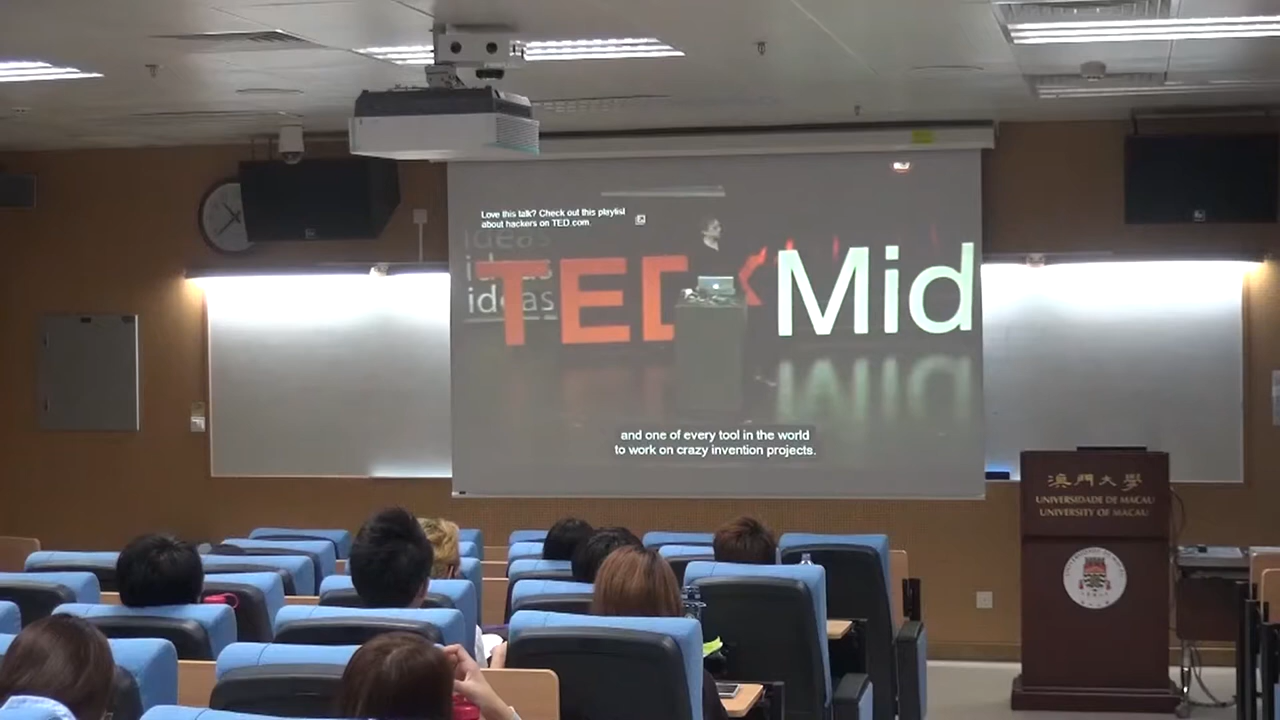 Love this talk? Check out this playlist
about hackers on TED.com.
ideas
ideas
ideas
TED Mid
and one of every tool in the world
to work on crazy invention projects.
澳門大學
UNIVERSIDADE DE MACAU
UNIVERSITY OF MACAU